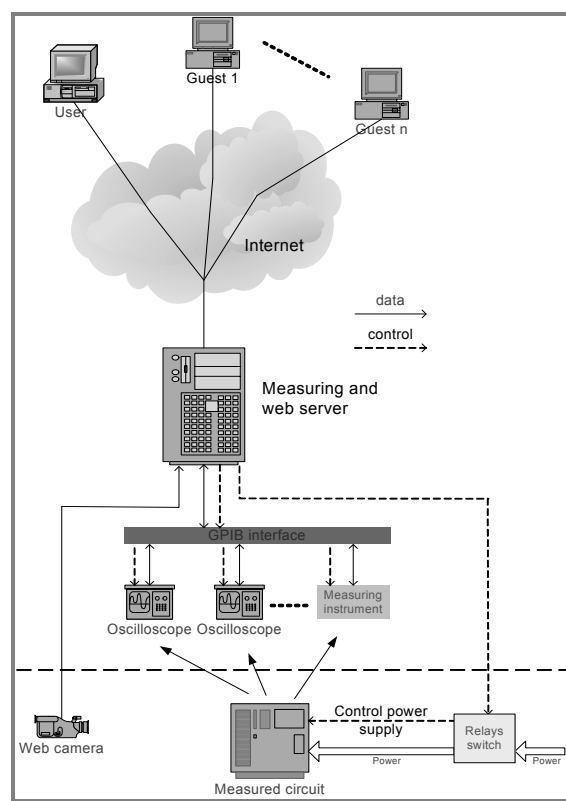 Guest 1
User
Guest n
Internet
data
control
Measuring and
web server
GPIB interface
Measuring
instrument
Oscilloscope
Oscilloscope
Control power
supply
Relays
switch
Web camera
Power
Power
Measured circuit